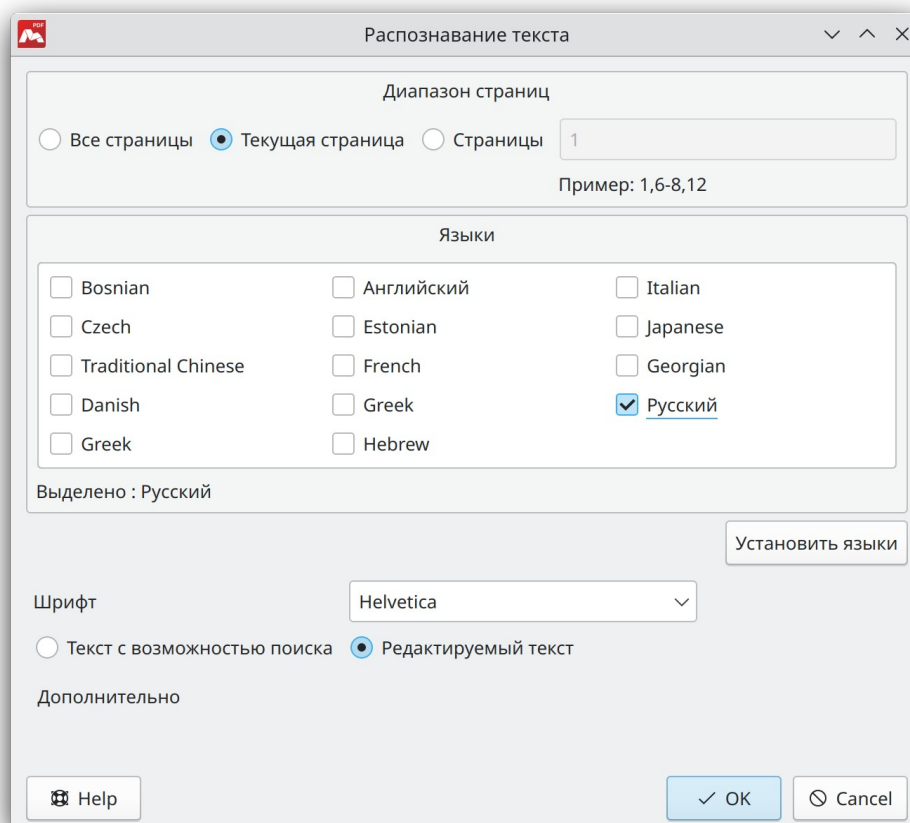 PDF
Распознавание текста
Диапазон страниц
Все страницы Текущая страница Страницы 1
Пример: 1,6-8,12
Языки
Bosnian Английский Italian
Czech Estonian Japanese
Traditional Chinese French Georgian
Danish Greek Русский
Greek Hebrew
Выделено : Русский
Установить языки
Шрифт Helvetica
Текст с возможностью поиска Редактируемый текст
Дополнительно
Help OK Cancel